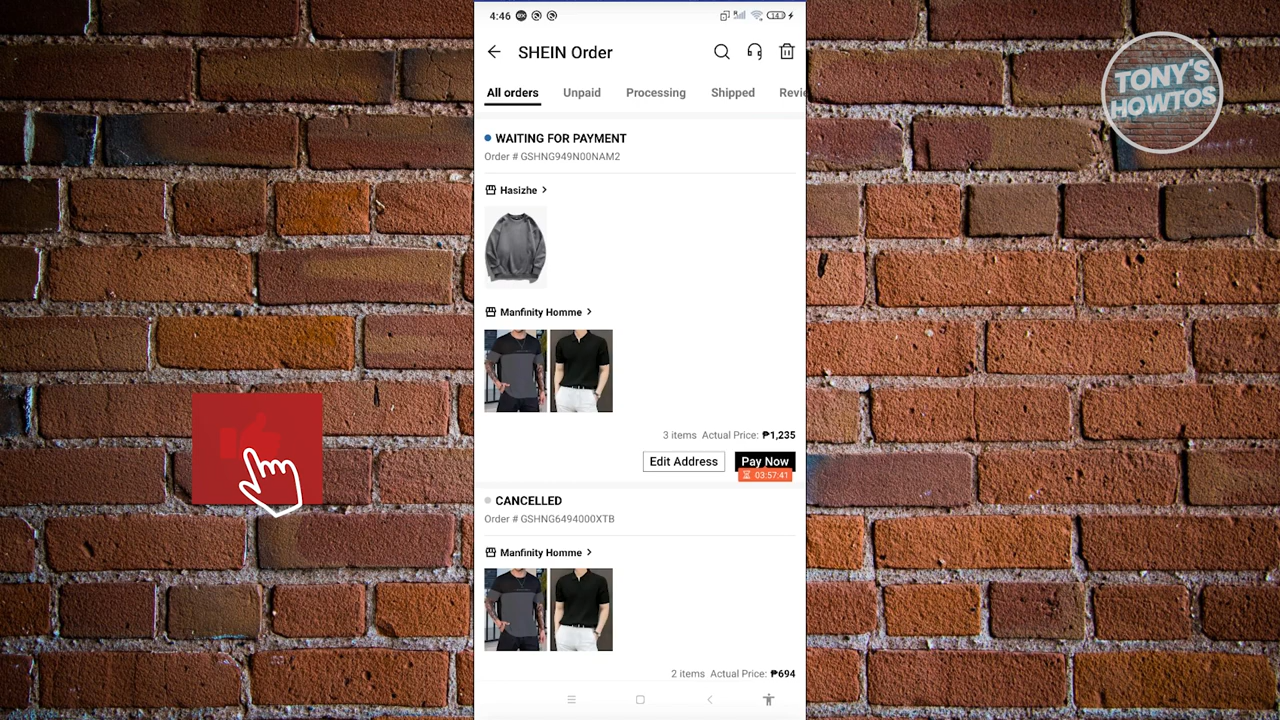 4:46
14
SHEIN Order
All orders Unpaid Processing Shipped Revie
WAITING FOR PAYMENT
Order # GSHNG949N00NAM2
Hasizhe
Manfinity Homme
3 items Actual Price: ₱1,235
Edit Address Pay Now
03:57:41
CANCELLED
Order # GSHNG6494000XTB
Manfinity Homme
2 items Actual Price: ₱694
TONY'S
HOWTOS